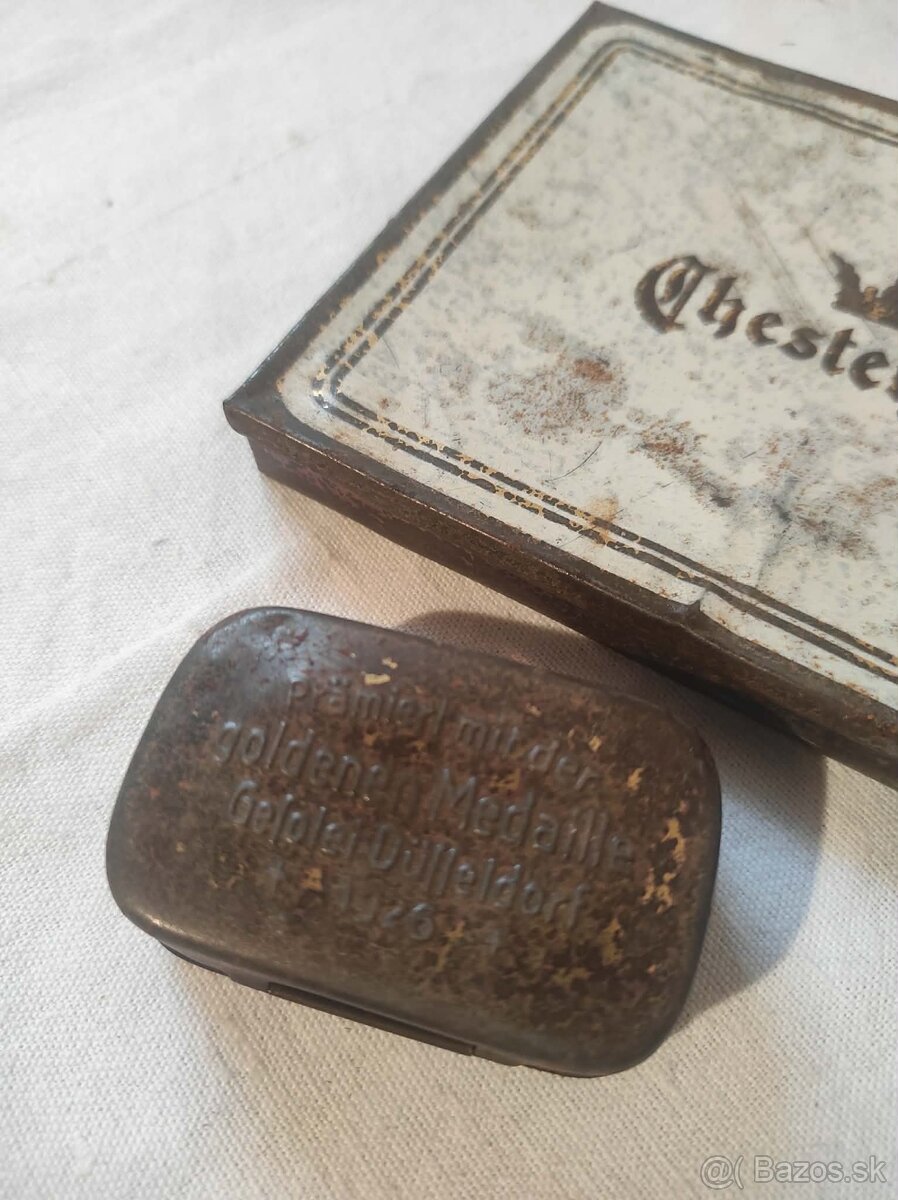 Cheste
prämiert mit der
goldenen Medaille
Gesolei-Düsseldorf
1926
@( Bazos.sk